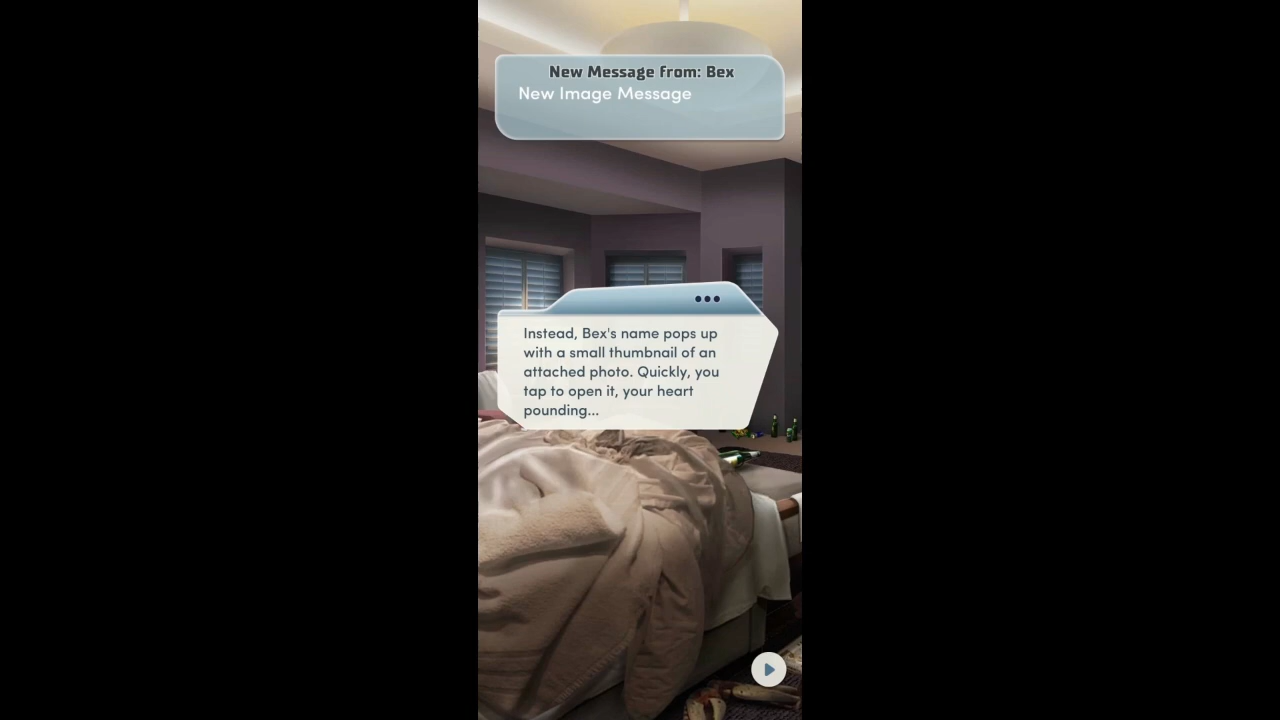 New Message from: Bex
New Image Message
Instead, Bex's name pops up
with a small thumbnail of an
attached photo. Quickly, you
tap to open it, your heart
pounding...